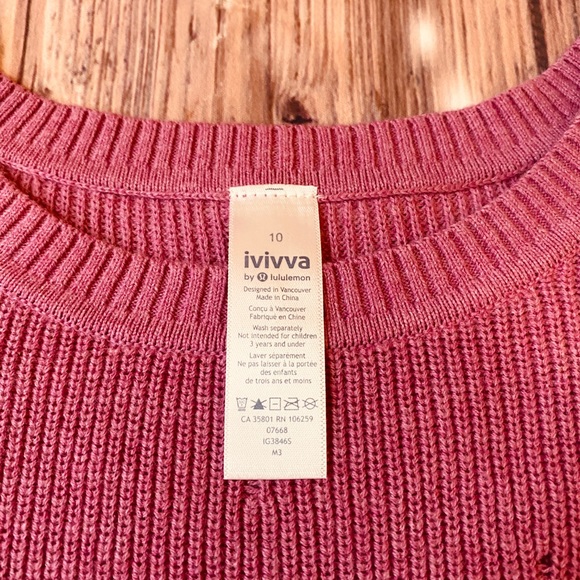 10
ivivva
by lululemon
Designed in Vancouver
Made in China
Conçu à Vancouver
Fabriqué en Chine
Wash separately
Not intended for children
3 years and under
Laver séparément
Ne pas laisser à la portée
des enfants
de trois ans et moins
CA 35801 RN 106259
07668
IG3846S
M3